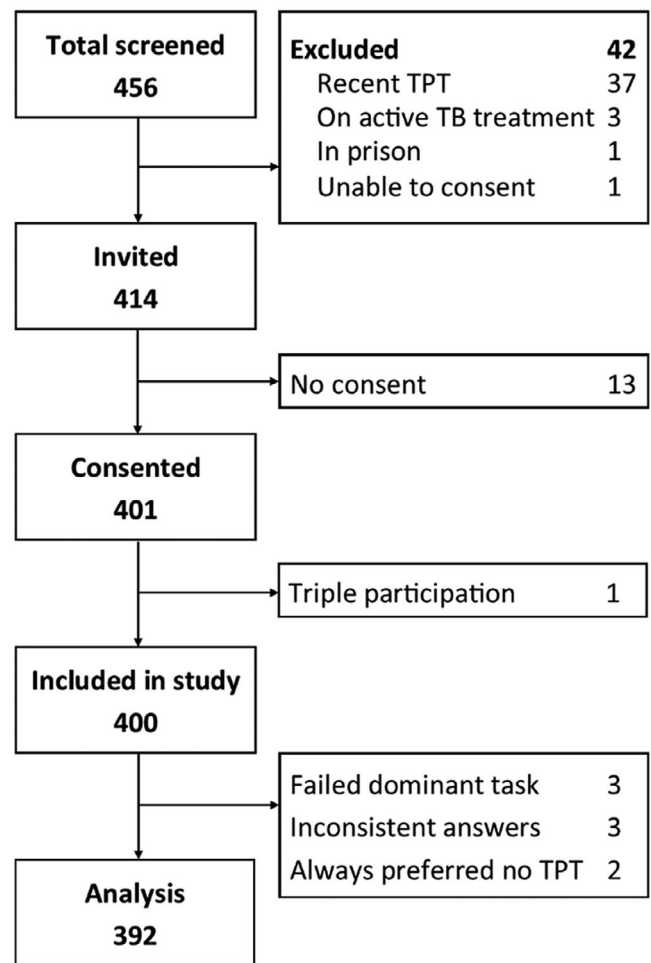 Total screened
456
Excluded 42
Recent TPT 37
On active TB treatment 3
In prison 1
Unable to consent 1
Invited
414
No consent 13
Consented
401
Triple participation 1
Included in study
400
Failed dominant task 3
Inconsistent answers 3
Always preferred no TPT 2
Analysis
392